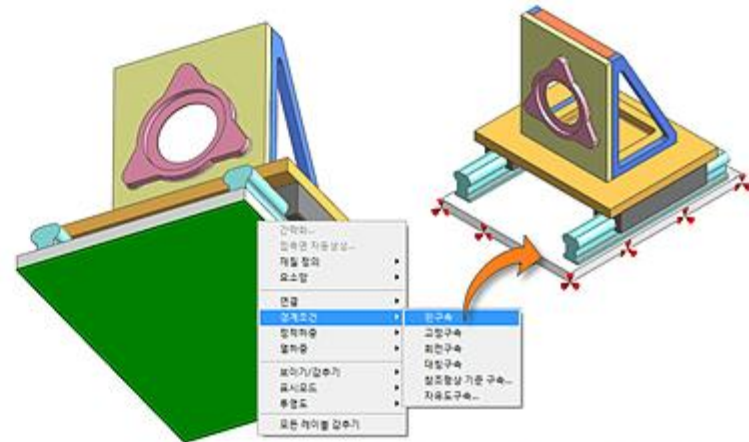 간략화...
접촉면 자동생성...
재질 정의
요소망
연결
경계조건
정적하중
열하중
보이기/감추기
표시모드
투명도
모든 레이블 감추기
완구속
고정구속
회전구속
대칭구속
참조형상 기준 구속...
자유도구속...